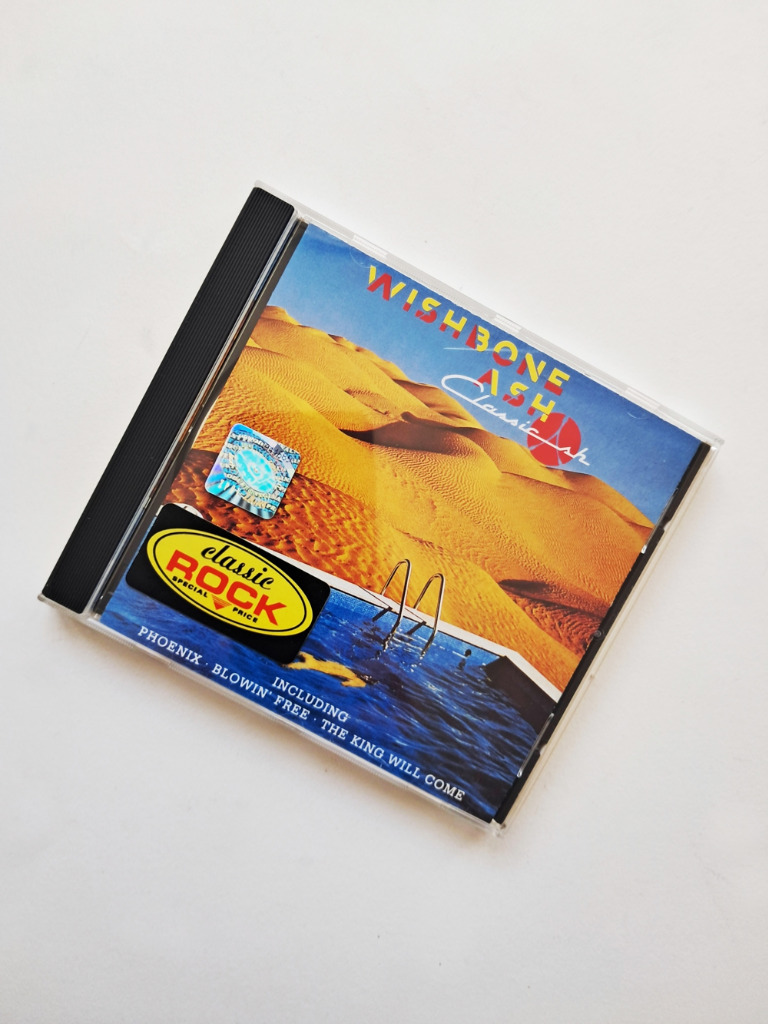 WISHBONE
ASH
Classic Ash
classic
ROCK
SPECIAL PRICE
INCLUDING
PHOENIX · BLOWIN' FREE · THE KING WILL COME